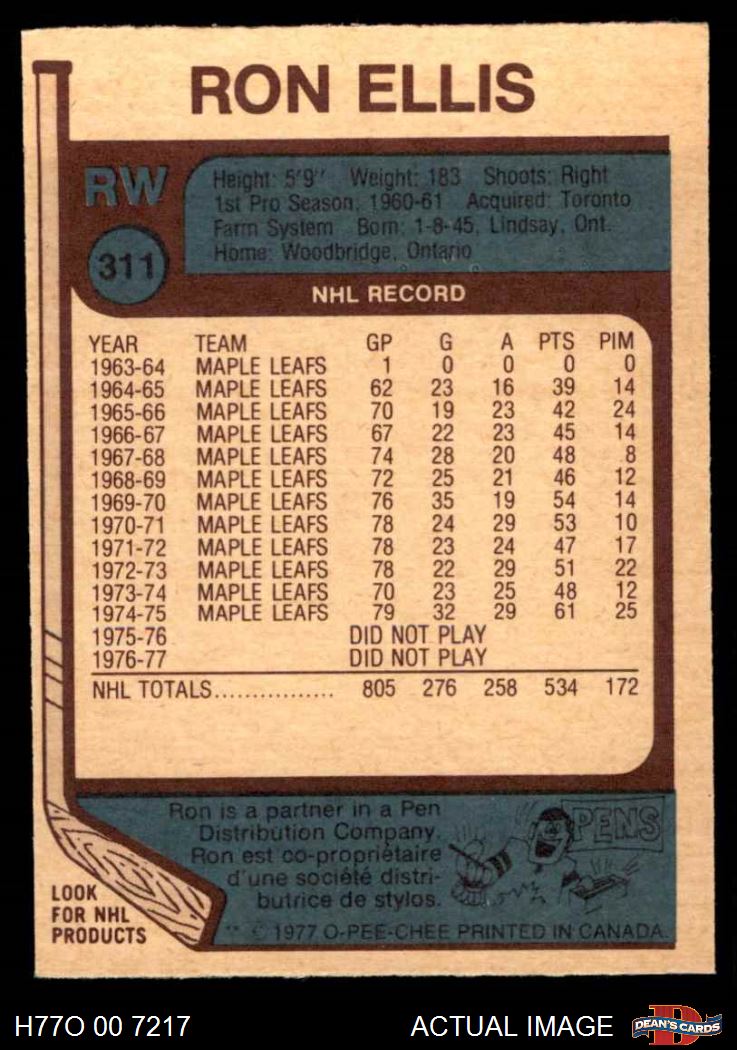 RON ELLIS
RW
311
Height: 5'9" Weight: 183 Shoots: Right
1st Pro Season: 1960-61 Acquired: Toronto
Farm System Born: 1-8-45, Lindsay, Ont.
Home: Woodbridge, Ontario
NHL RECORD
YEAR TEAM GP G A PTS PIM
1963-64 MAPLE LEAFS 1 0 0 0 0
1964-65 MAPLE LEAFS 62 23 16 39 14
1965-66 MAPLE LEAFS 70 19 23 42 24
1966-67 MAPLE LEAFS 67 22 23 45 14
1967-68 MAPLE LEAFS 74 28 20 48 8
1968-69 MAPLE LEAFS 72 25 21 46 12
1969-70 MAPLE LEAFS 76 35 19 54 14
1970-71 MAPLE LEAFS 78 24 29 53 10
1971-72 MAPLE LEAFS 78 23 24 47 17
1972-73 MAPLE LEAFS 78 22 29 51 22
1973-74 MAPLE LEAFS 70 23 25 48 12
1974-75 MAPLE LEAFS 79 32 29 61 25
1975-76 DID NOT PLAY
1976-77 DID NOT PLAY
NHL TOTALS................ 805 276 258 534 172
Ron is a partner in a Pen
Distribution Company.
Ron est co-propriétaire
d'une société distri-
butrice de stylos.
PENS
LOOK
FOR NHL
PRODUCTS
** © 1977 O-PEE-CHEE PRINTED IN CANADA.
H77O 00 7217
ACTUAL IMAGE
D
DEAN'S CARDS